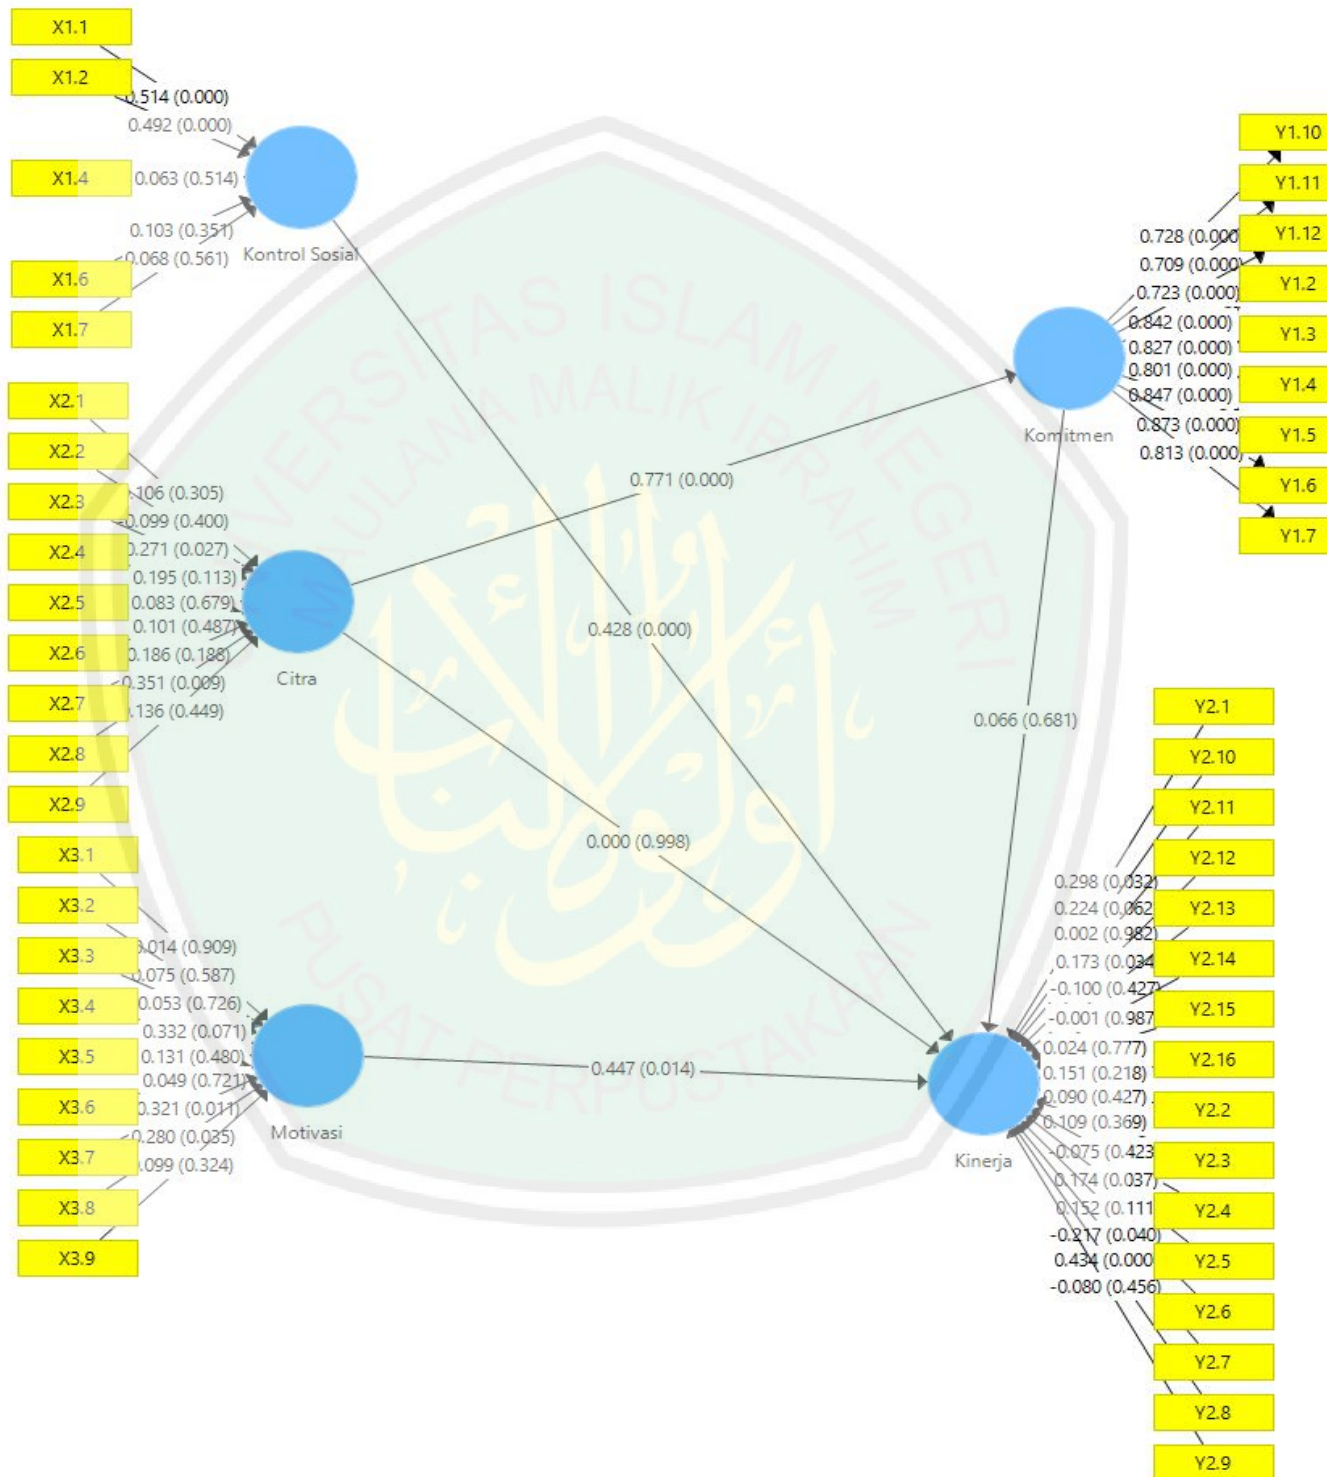 X1.1
X1.2
X1.4
X1.6
X1.7
0.514 (0.000)
0.492 (0.000)
0.063 (0.514)
0.103 (0.351)
0.068 (0.561)
Kontrol Sosial
X2.1
X2.2
X2.3
X2.4
X2.5
X2.6
X2.7
X2.8
X2.9
0.106 (0.305)
-0.099 (0.400)
0.271 (0.027)
0.195 (0.113)
0.083 (0.679)
0.101 (0.487)
0.186 (0.188)
0.351 (0.009)
0.136 (0.449)
Citra
X3.1
X3.2
X3.3
X3.4
X3.5
X3.6
X3.7
X3.8
X3.9
0.014 (0.909)
0.075 (0.587)
0.053 (0.726)
0.332 (0.071)
0.131 (0.480)
0.049 (0.721)
0.321 (0.011)
0.280 (0.035)
0.099 (0.324)
Motivasi
0.771 (0.000)
0.428 (0.000)
0.000 (0.998)
0.447 (0.014)
0.066 (0.681)
Komitmen
0.728 (0.000)
0.709 (0.000)
0.723 (0.000)
0.842 (0.000)
0.827 (0.000)
0.801 (0.000)
0.847 (0.000)
0.873 (0.000)
0.813 (0.000)
Y1.10
Y1.11
Y1.12
Y1.2
Y1.3
Y1.4
Y1.5
Y1.6
Y1.7
Kinerja
0.298 (0.032)
0.224 (0.062)
0.002 (0.982)
0.173 (0.034)
-0.100 (0.427)
-0.001 (0.987)
0.024 (0.777)
0.151 (0.218)
0.090 (0.427)
0.109 (0.369)
-0.075 (0.423)
0.174 (0.037)
0.152 (0.111)
-0.217 (0.040)
0.434 (0.000)
-0.080 (0.456)
Y2.1
Y2.10
Y2.11
Y2.12
Y2.13
Y2.14
Y2.15
Y2.16
Y2.2
Y2.3
Y2.4
Y2.5
Y2.6
Y2.7
Y2.8
Y2.9
UNIVERSITAS ISLAM NEGERI
MAULANA MALIK IBRAHIM
PUSAT PERPUSTAKAAN